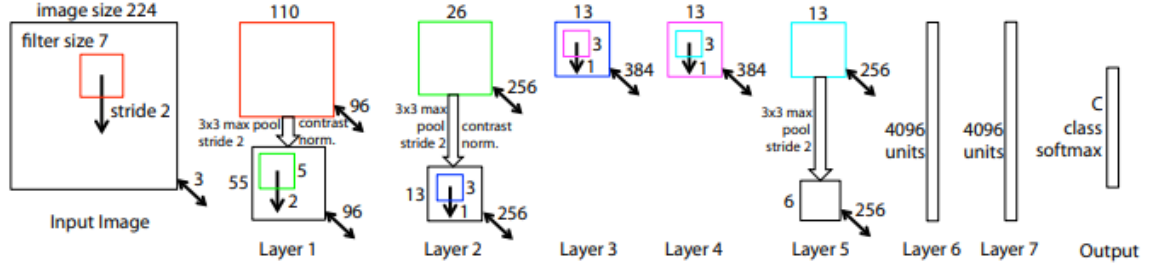 image size 224
filter size 7
stride 2
3
Input Image
110
96
3x3 max pool
stride 2
contrast
norm.
55
5
2
96
Layer 1
26
256
3x3 max
pool
stride 2
contrast
norm.
13
3
1
256
Layer 2
13
3
1
384
Layer 3
13
3
1
384
Layer 4
13
256
3x3 max
pool
stride 2
6
256
Layer 5
4096
units
Layer 6
4096
units
Layer 7
C
class
softmax
Output